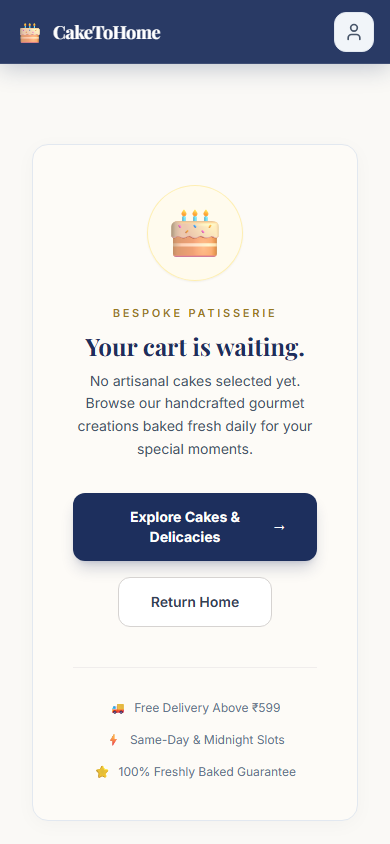 CakeToHome
BESPOKE PATISSERIE
Your cart is waiting.
No artisanal cakes selected yet.
Browse our handcrafted gourmet
creations baked fresh daily for your
special moments.
Explore Cakes &
Delicacies →
Return Home
Free Delivery Above ₹599
Same-Day & Midnight Slots
100% Freshly Baked Guarantee